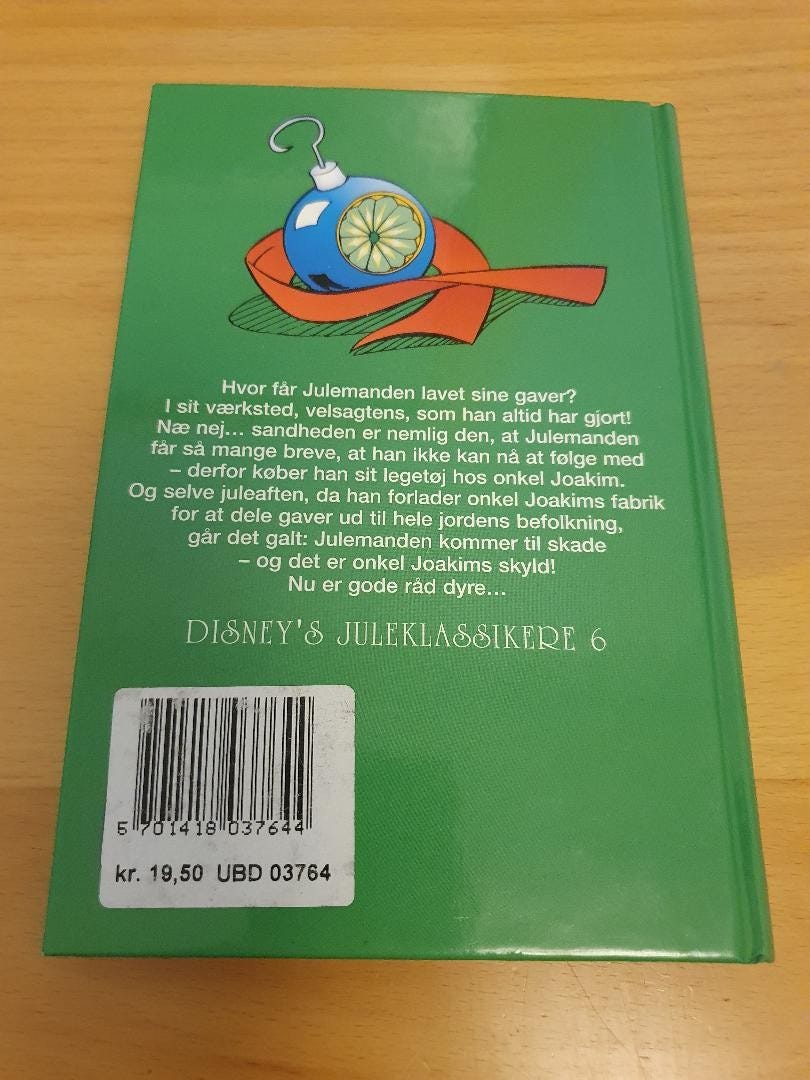 Hvor får Julemanden lavet sine gaver?
I sit værksted, velsagtens, som han altid har gjort!
Næ nej... sandheden er nemlig den, at Julemanden
får så mange breve, at han ikke kan nå at følge med
– derfor køber han sit legetøj hos onkel Joakim.
Og selve juleaften, da han forlader onkel Joakims fabrik
for at dele gaver ud til hele jordens befolkning,
går det galt: Julemanden kommer til skade
– og det er onkel Joakims skyld!
Nu er gode råd dyre...
DISNEY'S JULEKLASSIKERE 6
5 701418 037644
kr. 19,50 UBD 03764